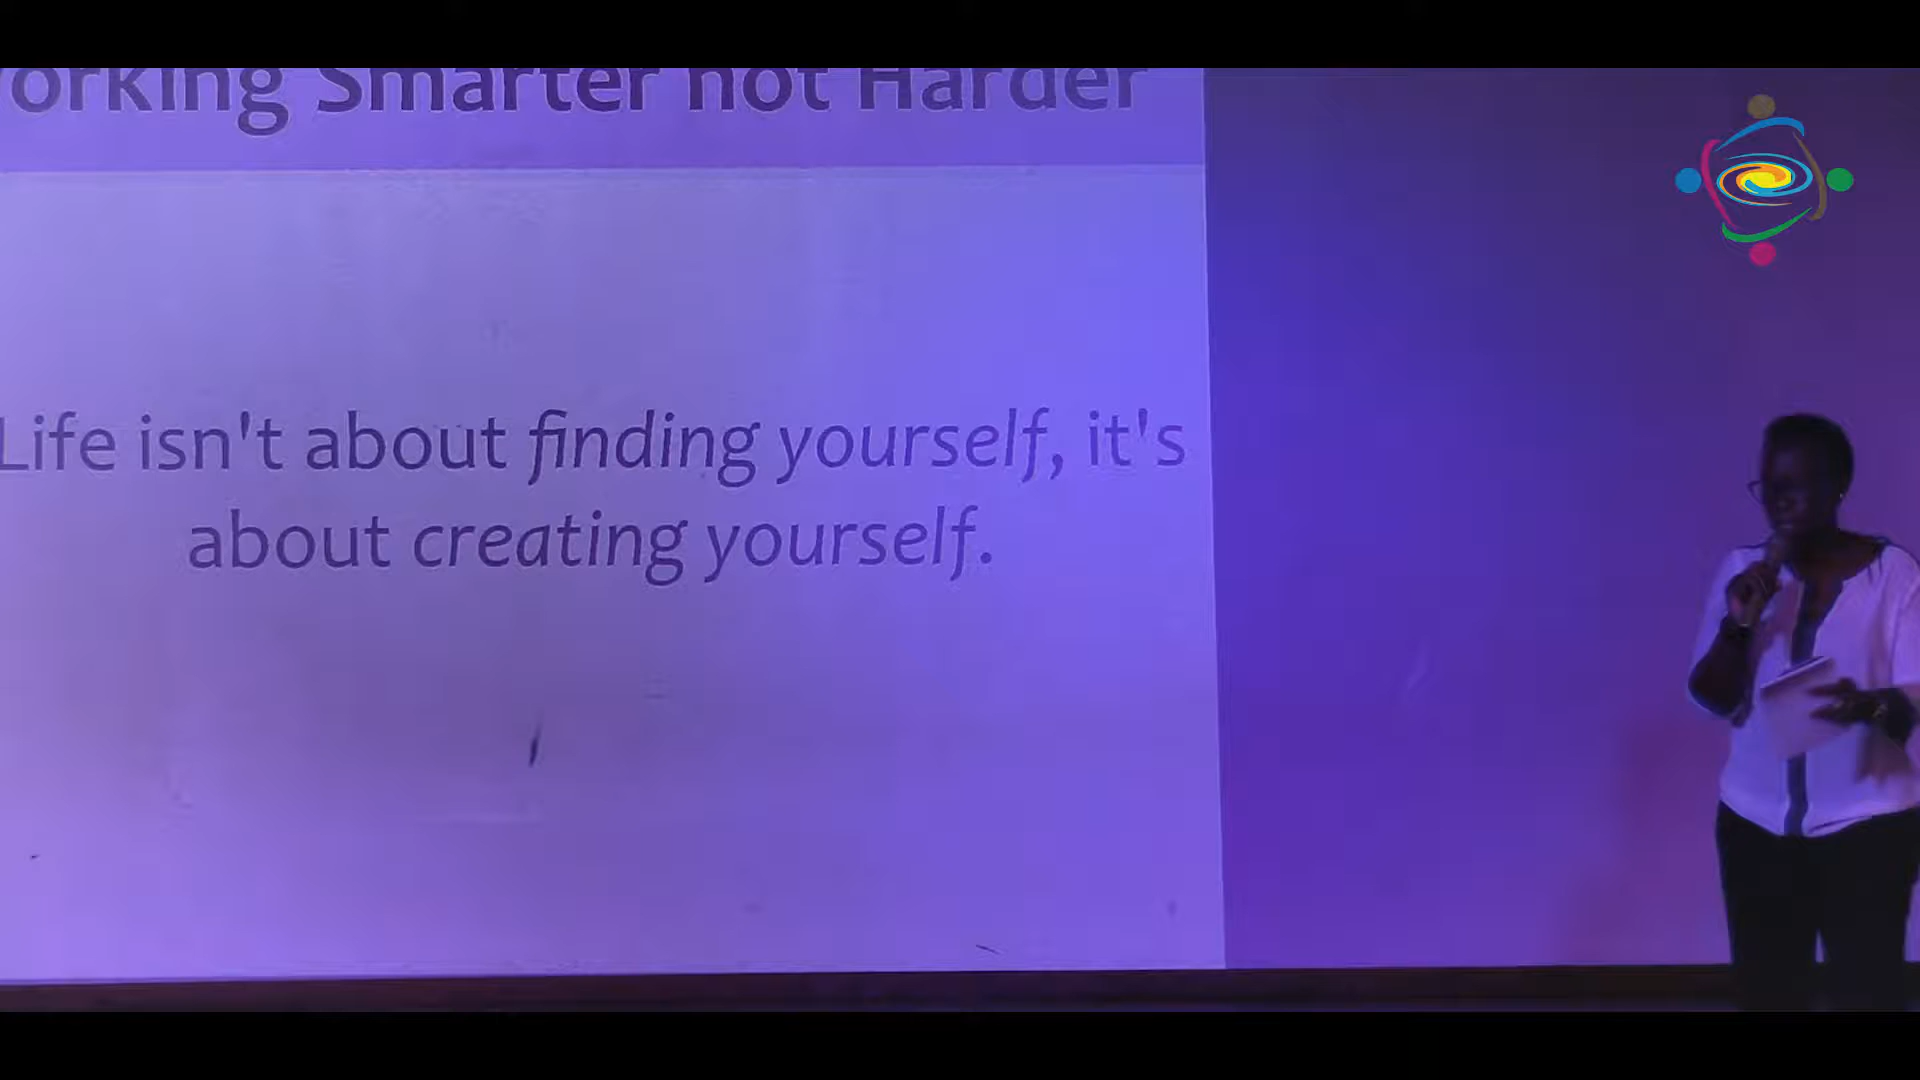 orking Smarter not Harder
Life isn't about finding yourself, it's
about creating yourself.